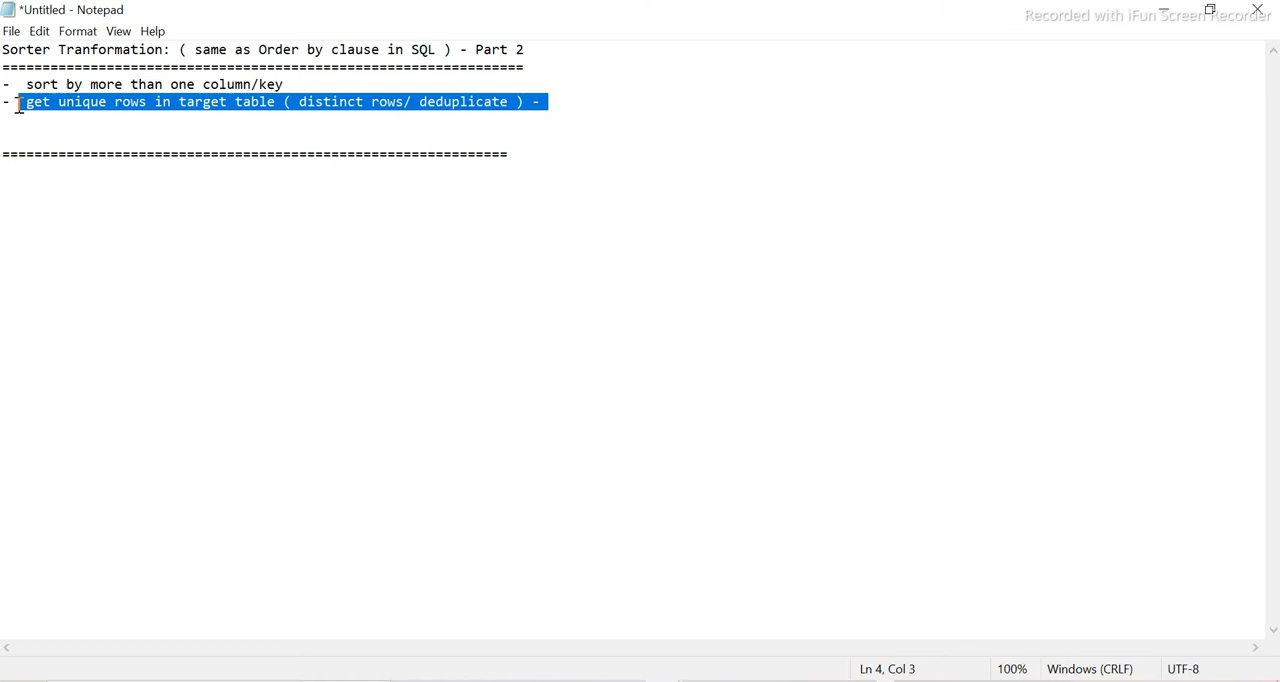 *Untitled - Notepad
Recorded with iFun Screen Recorder
File Edit Format View Help
Sorter Tranformation: ( same as Order by clause in SQL ) - Part 2
=================================================================
- sort by more than one column/key
- get unique rows in target table ( distinct rows/ deduplicate ) -
===============================================================
Ln 4, Col 3 100% Windows (CRLF) UTF-8